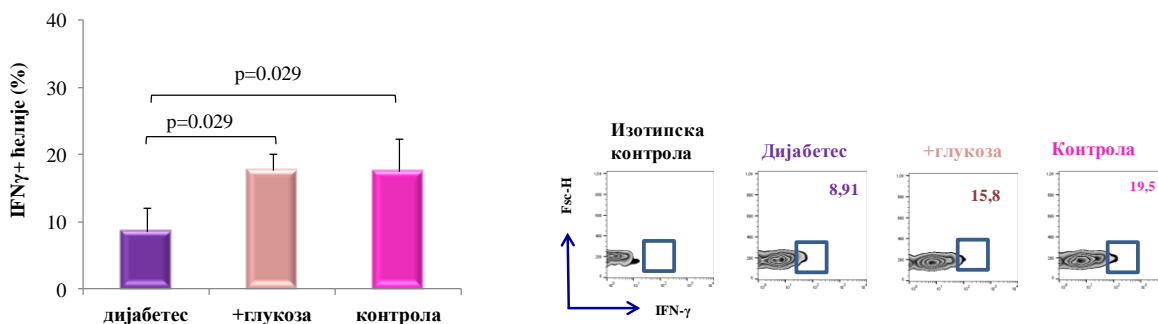 40
30
20
10
0
IFNγ+ ћелије (%)
p=0.029
p=0.029
дијабетес
+глукоза
контрола
Изотипска
контрола
Дијабетес
+глукоза
Контрола
8,91
15,8
19,5
Fsc-H
IFN-γ